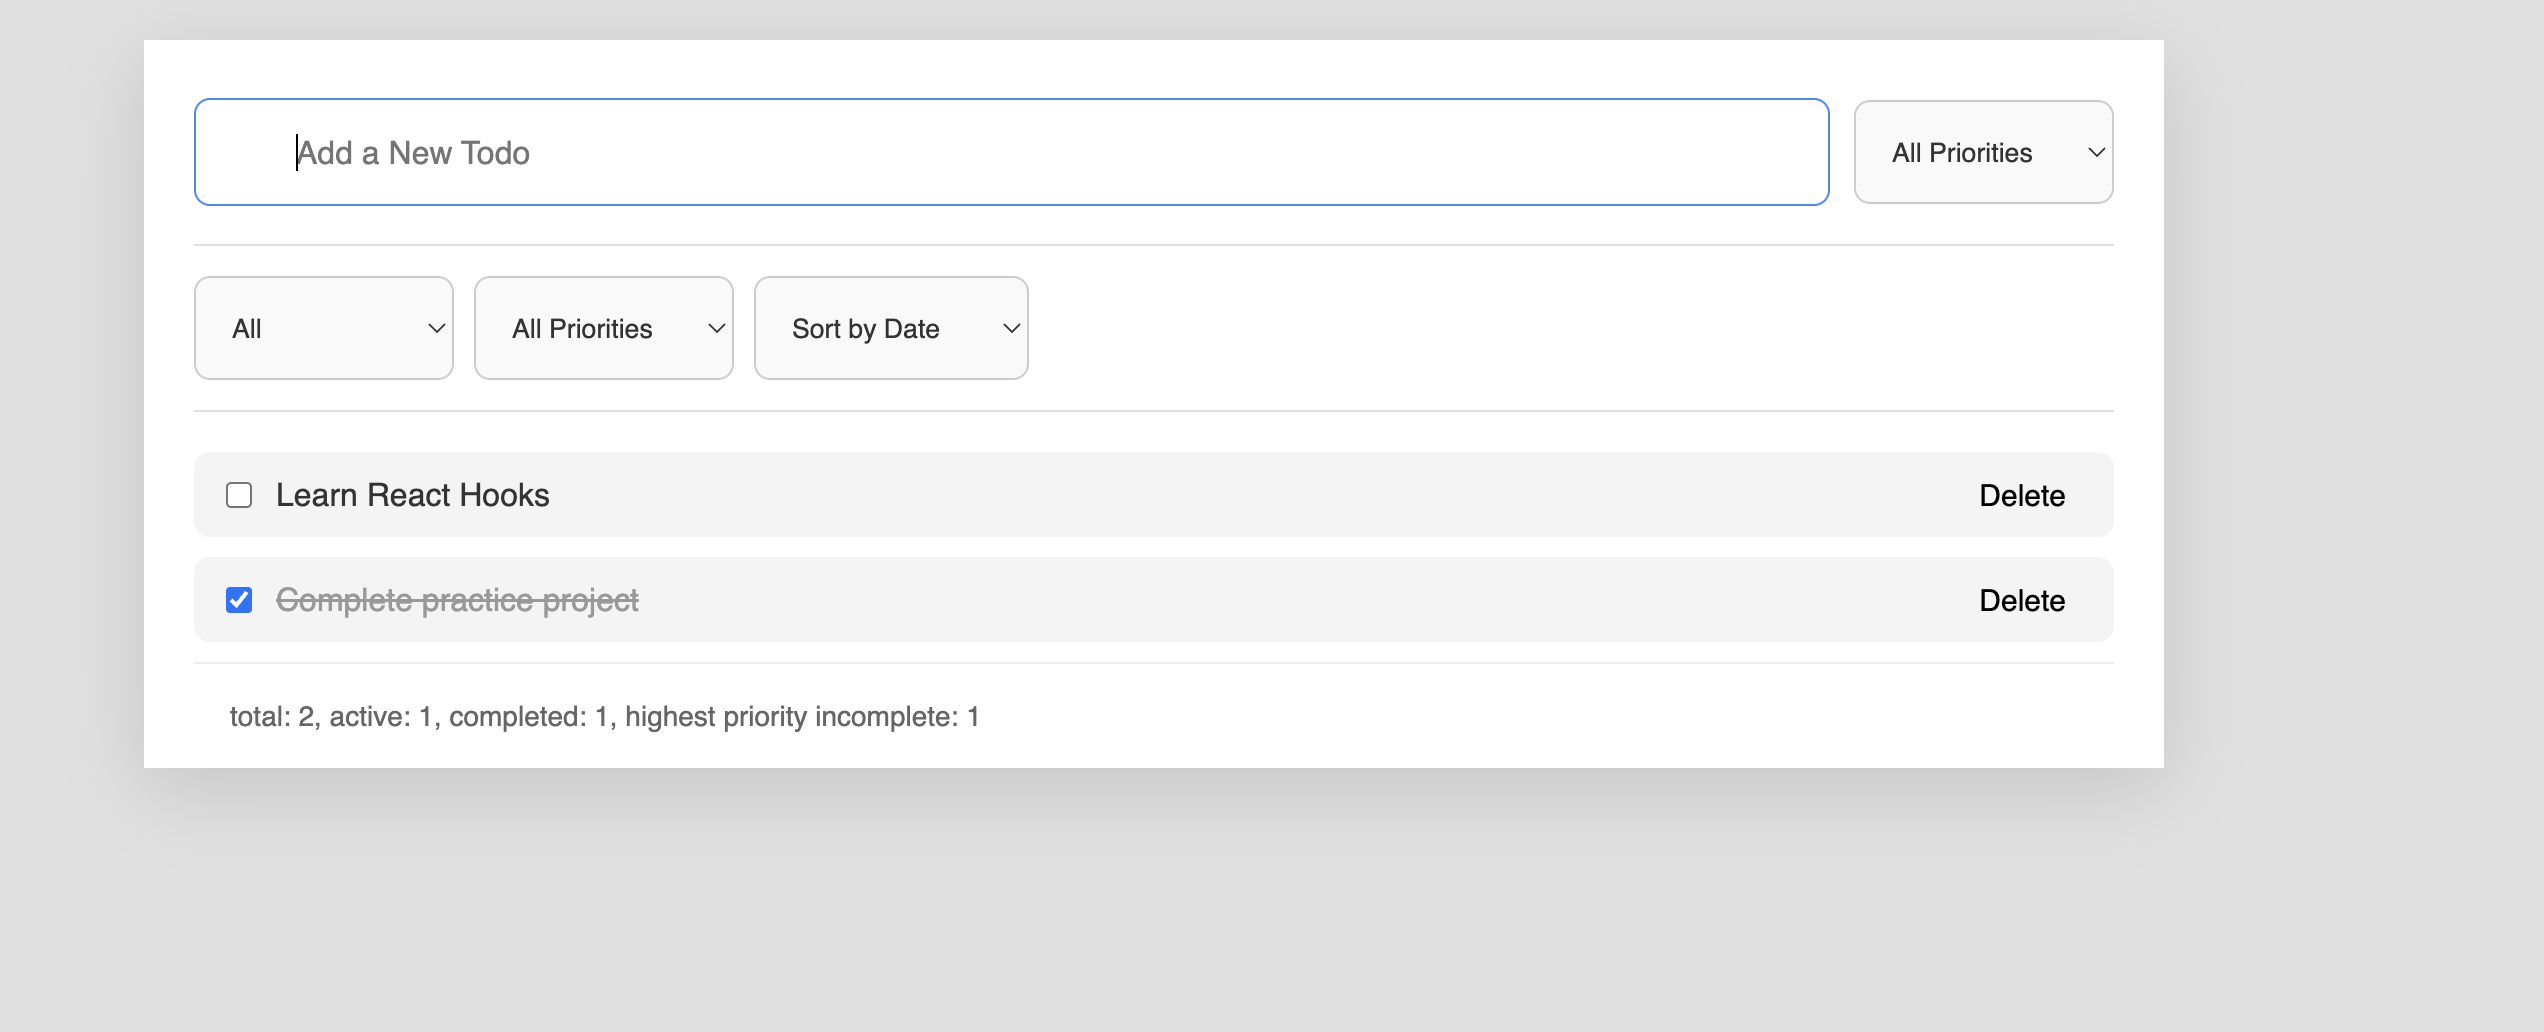 Add a New Todo
All Priorities
All
All Priorities
Sort by Date
Learn React Hooks
Delete
Complete practice project
Delete
total: 2, active: 1, completed: 1, highest priority incomplete: 1